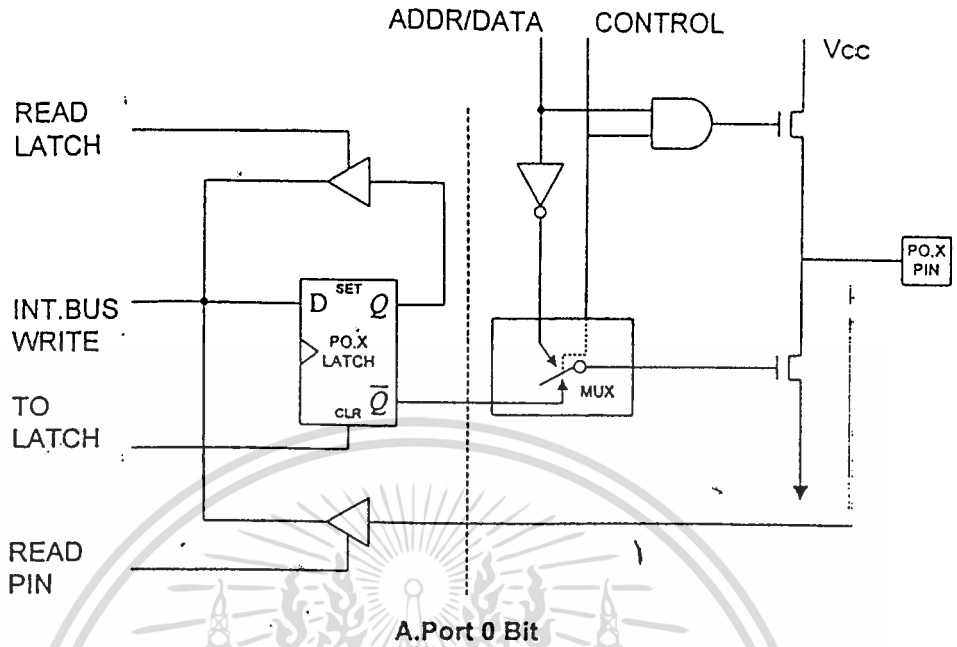 ADDR/DATA CONTROL
Vcc
READ
LATCH
INT.BUS
WRITE
TO
LATCH
READ
PIN
D SET Q
PO.X
LATCH
CLR Q̅
MUX
PO.X
PIN
A.Port 0 Bit